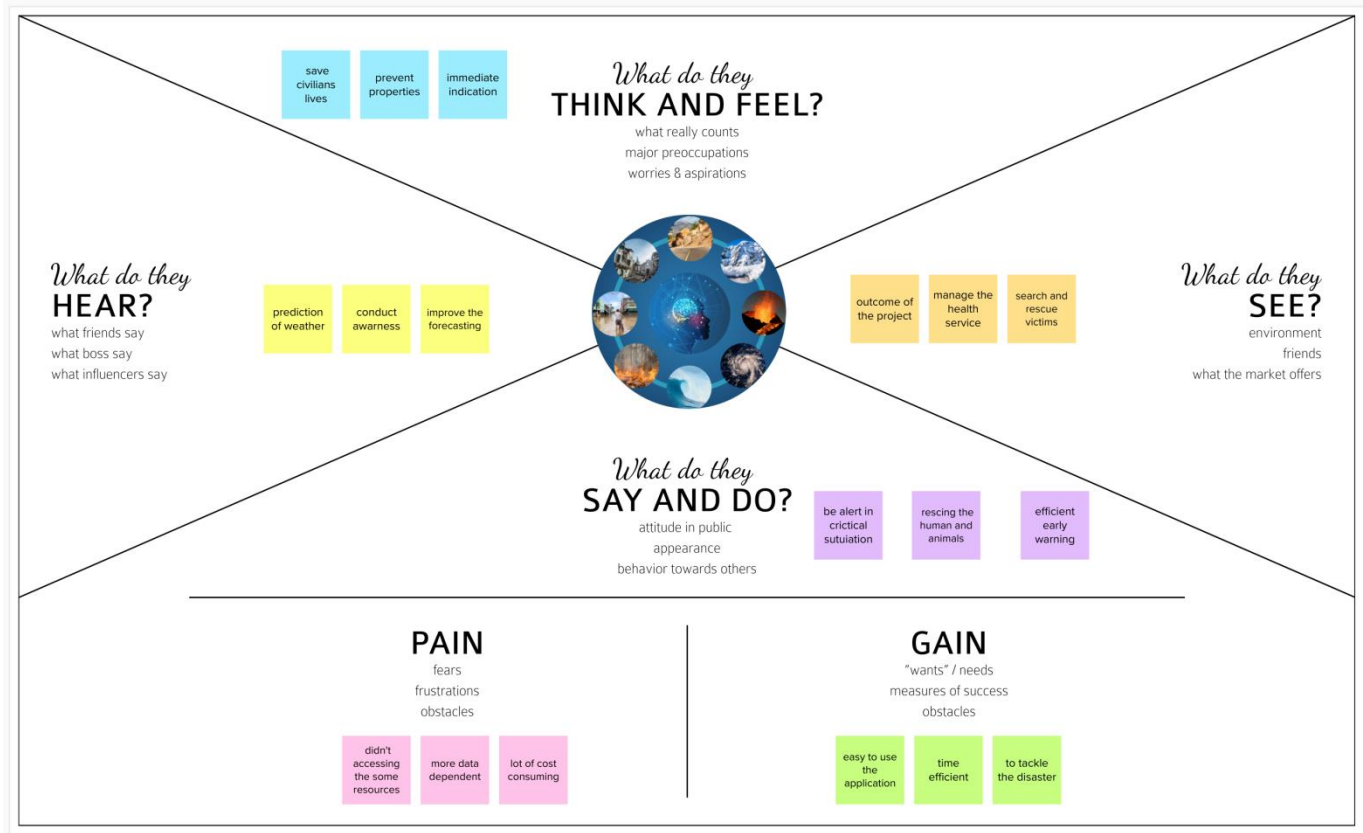 save
civilians
lives
prevent
properties
immediate
indication
What do they
THINK AND FEEL?
what really counts
major preoccupations
worries & aspirations
What do they
HEAR?
what friends say
what boss say
what influencers say
prediction
of weather
conduct
awarness
improve the
forecasting
outcome of
the project
manage the
health
service
search and
rescue
victims
What do they
SEE?
environment
friends
what the market offers
What do they
SAY AND DO?
attitude in public
appearance
behavior towards others
be alert in
crictical
sutuiation
rescing the
human and
animals
efficient
early
warning
PAIN
fears
frustrations
obstacles
didn't
accessing
the some
resources
more data
dependent
lot of cost
consuming
GAIN
"wants" / needs
measures of success
obstacles
easy to use
the
application
time
efficient
to tackle
the disaster